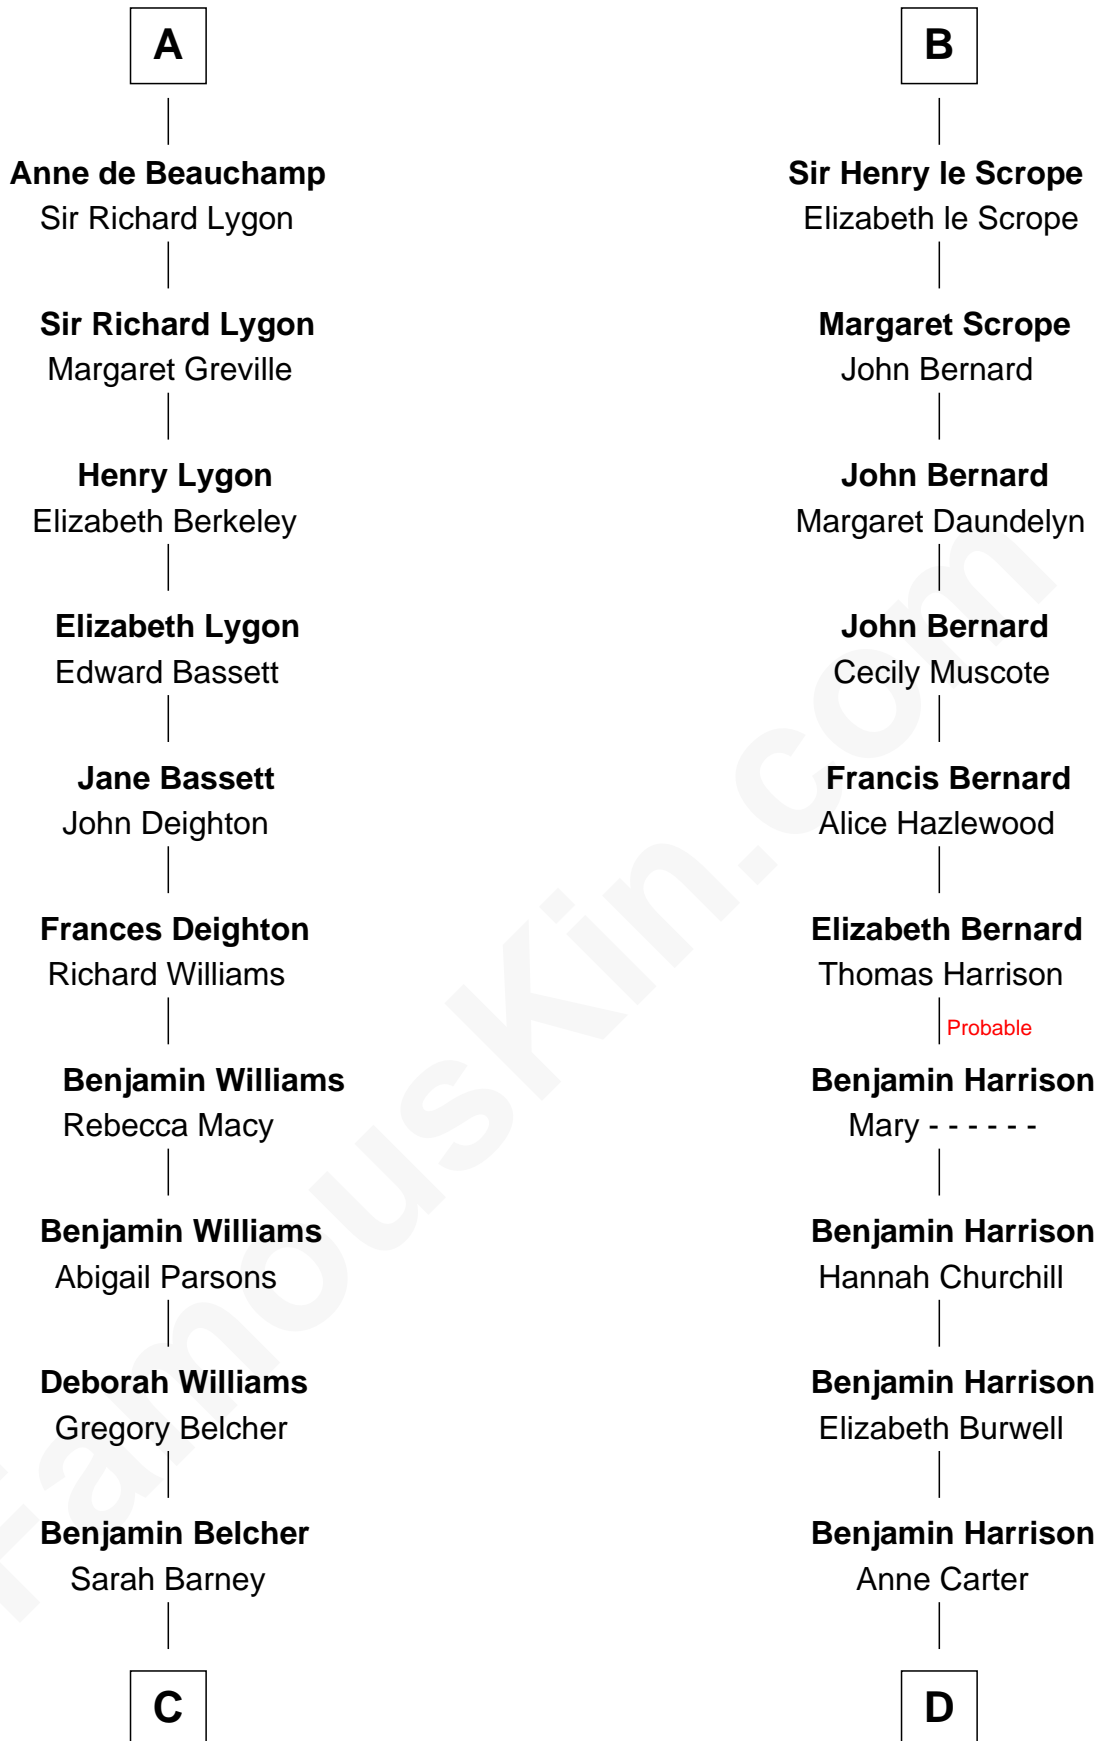 A
Anne de Beauchamp
Sir Richard Lygon
Sir Richard Lygon
Margaret Greville
Henry Lygon
Elizabeth Berkeley
Elizabeth Lygon
Edward Bassett
Jane Bassett
John Deighton
Frances Deighton
Richard Williams
Benjamin Williams
Rebecca Macy
Benjamin Williams
Abigail Parsons
Deborah Williams
Gregory Belcher
Benjamin Belcher
Sarah Barney
C
B
Sir Henry le Scrope
Elizabeth le Scrope
Margaret Scrope
John Bernard
John Bernard
Margaret Daundelyn
John Bernard
Cecily Muscote
Francis Bernard
Alice Hazlewood
Elizabeth Bernard
Thomas Harrison
Probable
Benjamin Harrison
Mary - - - - - -
Benjamin Harrison
Hannah Churchill
Benjamin Harrison
Elizabeth Burwell
Benjamin Harrison
Anne Carter
D
FamousKin.com